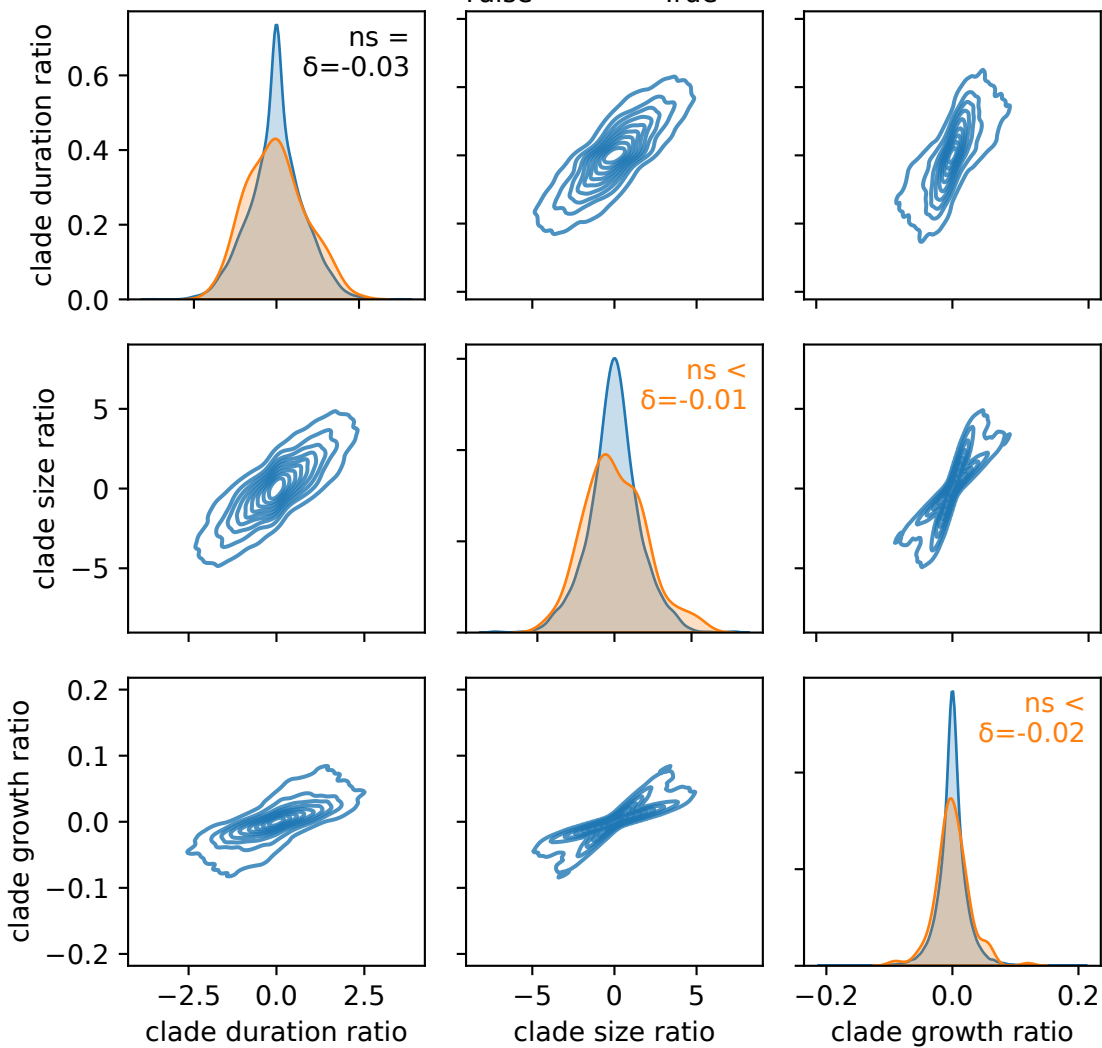 clade duration ratio
0.6
0.4
0.2
0.0
ns =
δ=-0.03
clade size ratio
5
0
−5
ns <
δ=-0.01
clade growth ratio
0.2
0.1
0.0
−0.1
−0.2
ns <
δ=-0.02
−2.5 0.0 2.5
−5 0 5
−0.2 0.0 0.2
clade duration ratio
clade size ratio
clade growth ratio